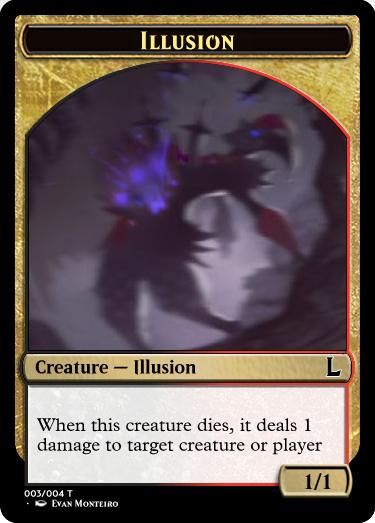 Illusion
Creature — Illusion L
When this creature dies, it deals 1
damage to target creature or player
1/1
003/004 T
· Evan Monteiro